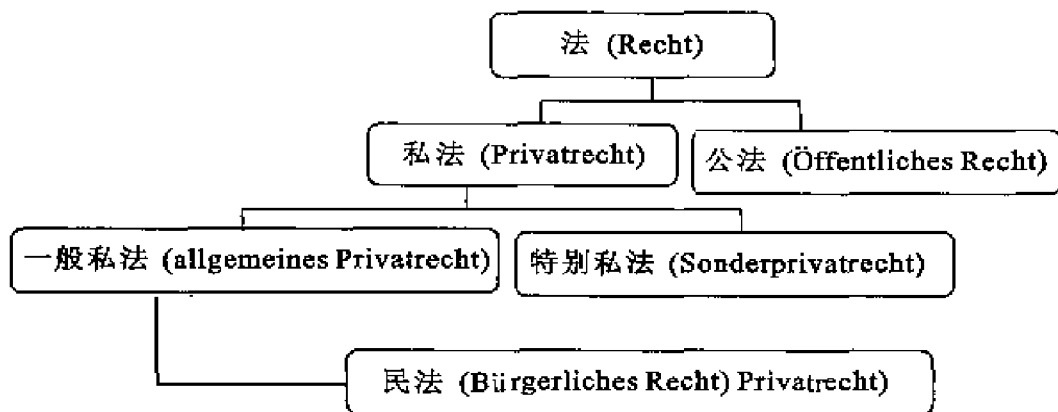 法 (Recht)
私法 (Privatrecht)
公法 (Öffentliches Recht)
一般私法 (allgemeines Privatrecht)
特别私法 (Sonderprivatrecht)
民法 (Bürgerliches Recht) Privatrecht)